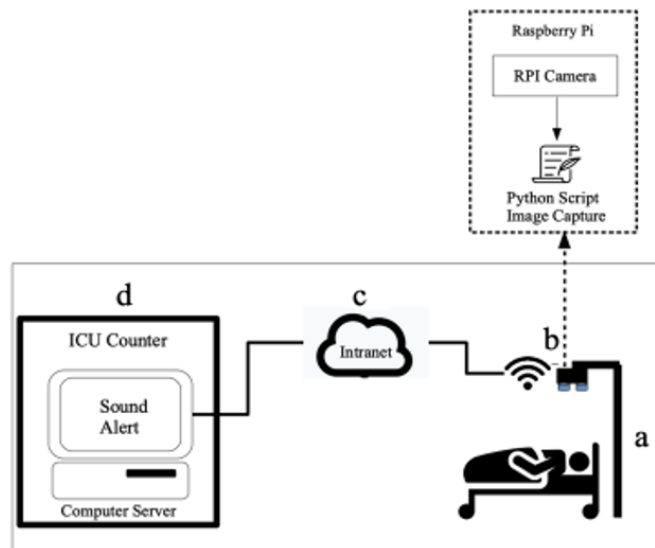 Raspberry Pi
RPI Camera
Python Script
Image Capture
d
c
b
a
ICU Counter
Intranet
Sound
Alert
Computer Server